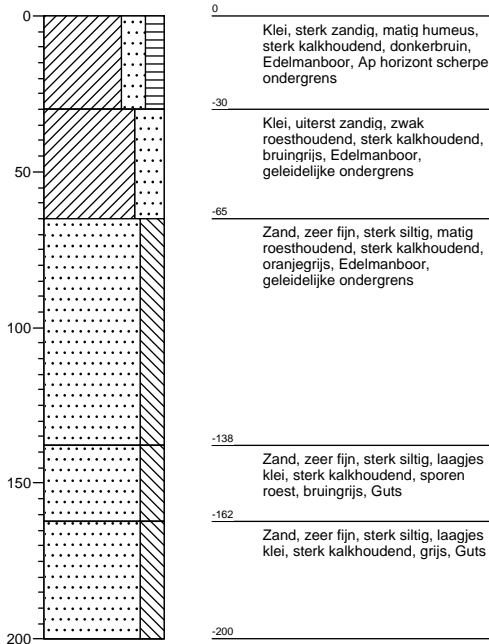 0
0
Klei, sterk zandig, matig humeus,
sterk kalkhoudend, donkerbruin,
Edelmanboor, Ap horizont scherpe
ondergrens
-30
Klei, uiterst zandig, zwak
roesthoudend, sterk kalkhoudend,
bruingrijs, Edelmanboor,
geleidelijke ondergrens
50
-65
Zand, zeer fijn, sterk siltig, matig
roesthoudend, sterk kalkhoudend,
oranjegrijs, Edelmanboor,
geleidelijke ondergrens
100
-138
Zand, zeer fijn, sterk siltig, laagjes
klei, sterk kalkhoudend, sporen
roest, bruingrijs, Guts
150
-162
Zand, zeer fijn, sterk siltig, laagjes
klei, sterk kalkhoudend, grijs, Guts
200
-200